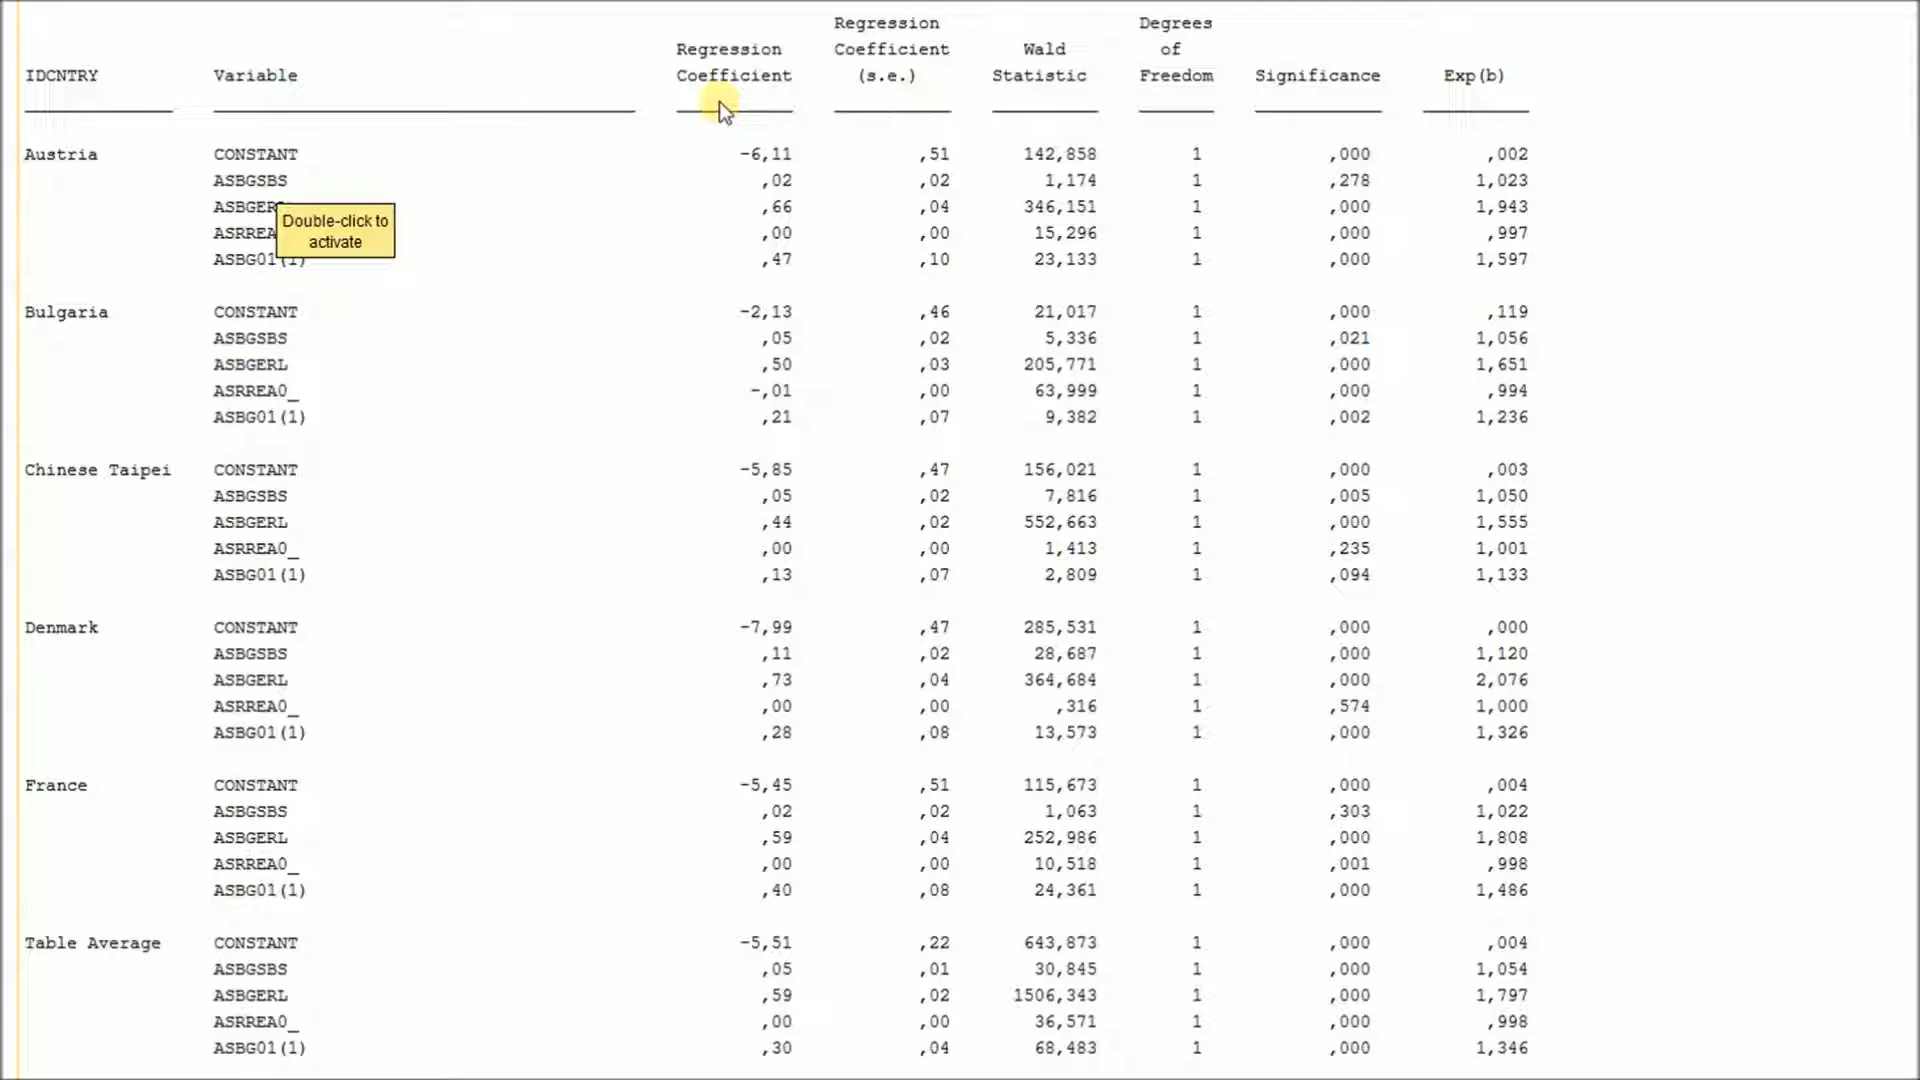 Regression Degrees
Regression Coefficient Wald of
IDCNTRY Variable Coefficient (s.e.) Statistic Freedom Significance Exp(b)
Austria CONSTANT -6,11 ,51 142,858 1 ,000 ,002
ASBGSBS ,02 ,02 1,174 1 ,278 1,023
ASBGER ,66 ,04 346,151 1 ,000 1,943
ASRREA ,00 ,00 15,296 1 ,000 ,997
ASBG01(1) ,47 ,10 23,133 1 ,000 1,597
Double-click to
activate
Bulgaria CONSTANT -2,13 ,46 21,017 1 ,000 ,119
ASBGSBS ,05 ,02 5,336 1 ,021 1,056
ASBGERL ,50 ,03 205,771 1 ,000 1,651
ASRREA0_ -,01 ,00 63,999 1 ,000 ,994
ASBG01(1) ,21 ,07 9,382 1 ,002 1,236
Chinese Taipei CONSTANT -5,85 ,47 156,021 1 ,000 ,003
ASBGSBS ,05 ,02 7,816 1 ,005 1,050
ASBGERL ,44 ,02 552,663 1 ,000 1,555
ASRREA0_ ,00 ,00 1,413 1 ,235 1,001
ASBG01(1) ,13 ,07 2,809 1 ,094 1,133
Denmark CONSTANT -7,99 ,47 285,531 1 ,000 ,000
ASBGSBS ,11 ,02 28,687 1 ,000 1,120
ASBGERL ,73 ,04 364,684 1 ,000 2,076
ASRREA0_ ,00 ,00 ,316 1 ,574 1,000
ASBG01(1) ,28 ,08 13,573 1 ,000 1,326
France CONSTANT -5,45 ,51 115,673 1 ,000 ,004
ASBGSBS ,02 ,02 1,063 1 ,303 1,022
ASBGERL ,59 ,04 252,986 1 ,000 1,808
ASRREA0_ ,00 ,00 10,518 1 ,001 ,998
ASBG01(1) ,40 ,08 24,361 1 ,000 1,486
Table Average CONSTANT -5,51 ,22 643,873 1 ,000 ,004
ASBGSBS ,05 ,01 30,845 1 ,000 1,054
ASBGERL ,59 ,02 1506,343 1 ,000 1,797
ASRREA0_ ,00 ,00 36,571 1 ,000 ,998
ASBG01(1) ,30 ,04 68,483 1 ,000 1,346